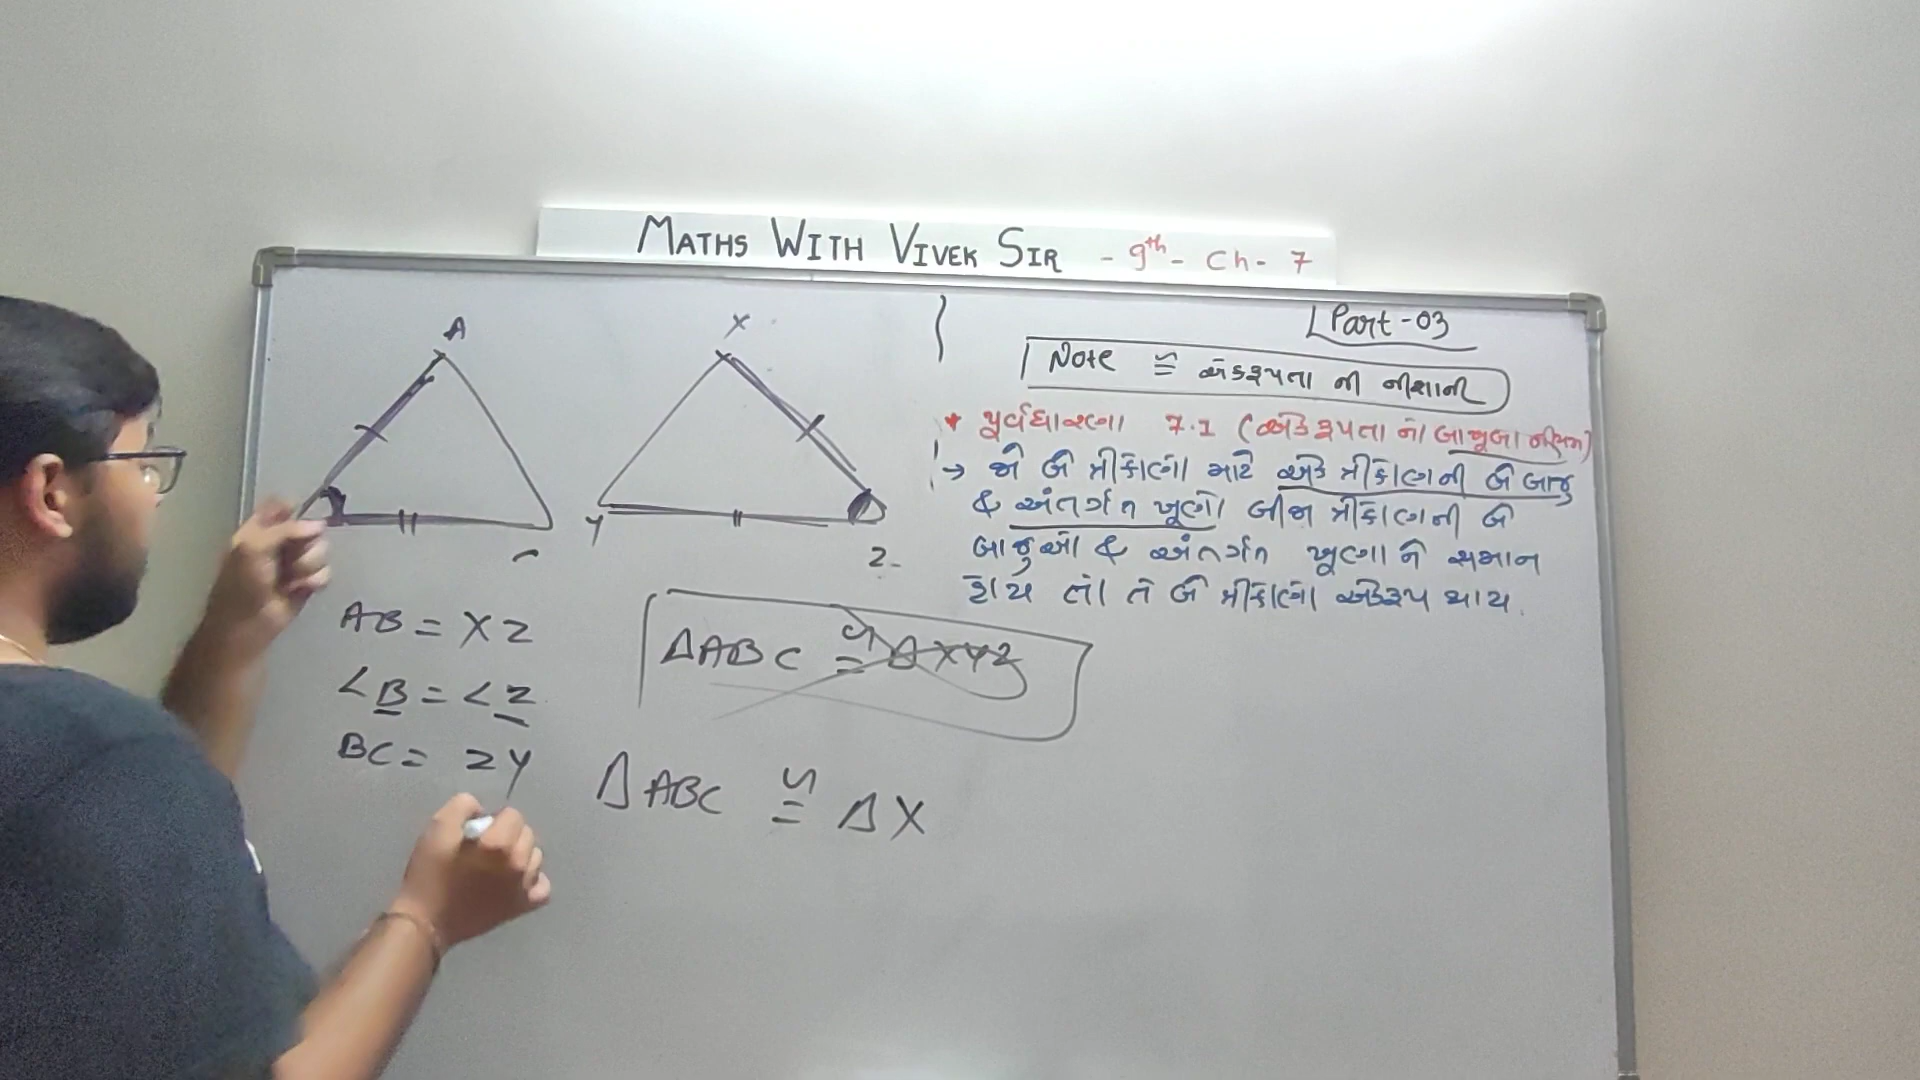 MATHS WITH VIVEK SIR - 9th - Ch - 7
Part - 03
Note ≅ એકરૂપતા ની નીશાની
* પૂર્વધારણા 7.1 (એકરૂપતા નો બાખૂબા નિયમ)
→ જો બે ત્રીકોણો માટે એક ત્રીકોણની બે બાજુ
& અંતર્ગત ખૂણો બીજા ત્રીકોણની બે
બાજુઓ & અંતર્ગત ખૂણા ને સમાન
હોય તો તે બે ત્રીકોણો એકરૂપ થાય.
A
X
Y
Z
AB = XZ
∠B = ∠Z
BC = ZY
ΔABC ≅ ΔXYZ
ΔABC ≅ ΔX